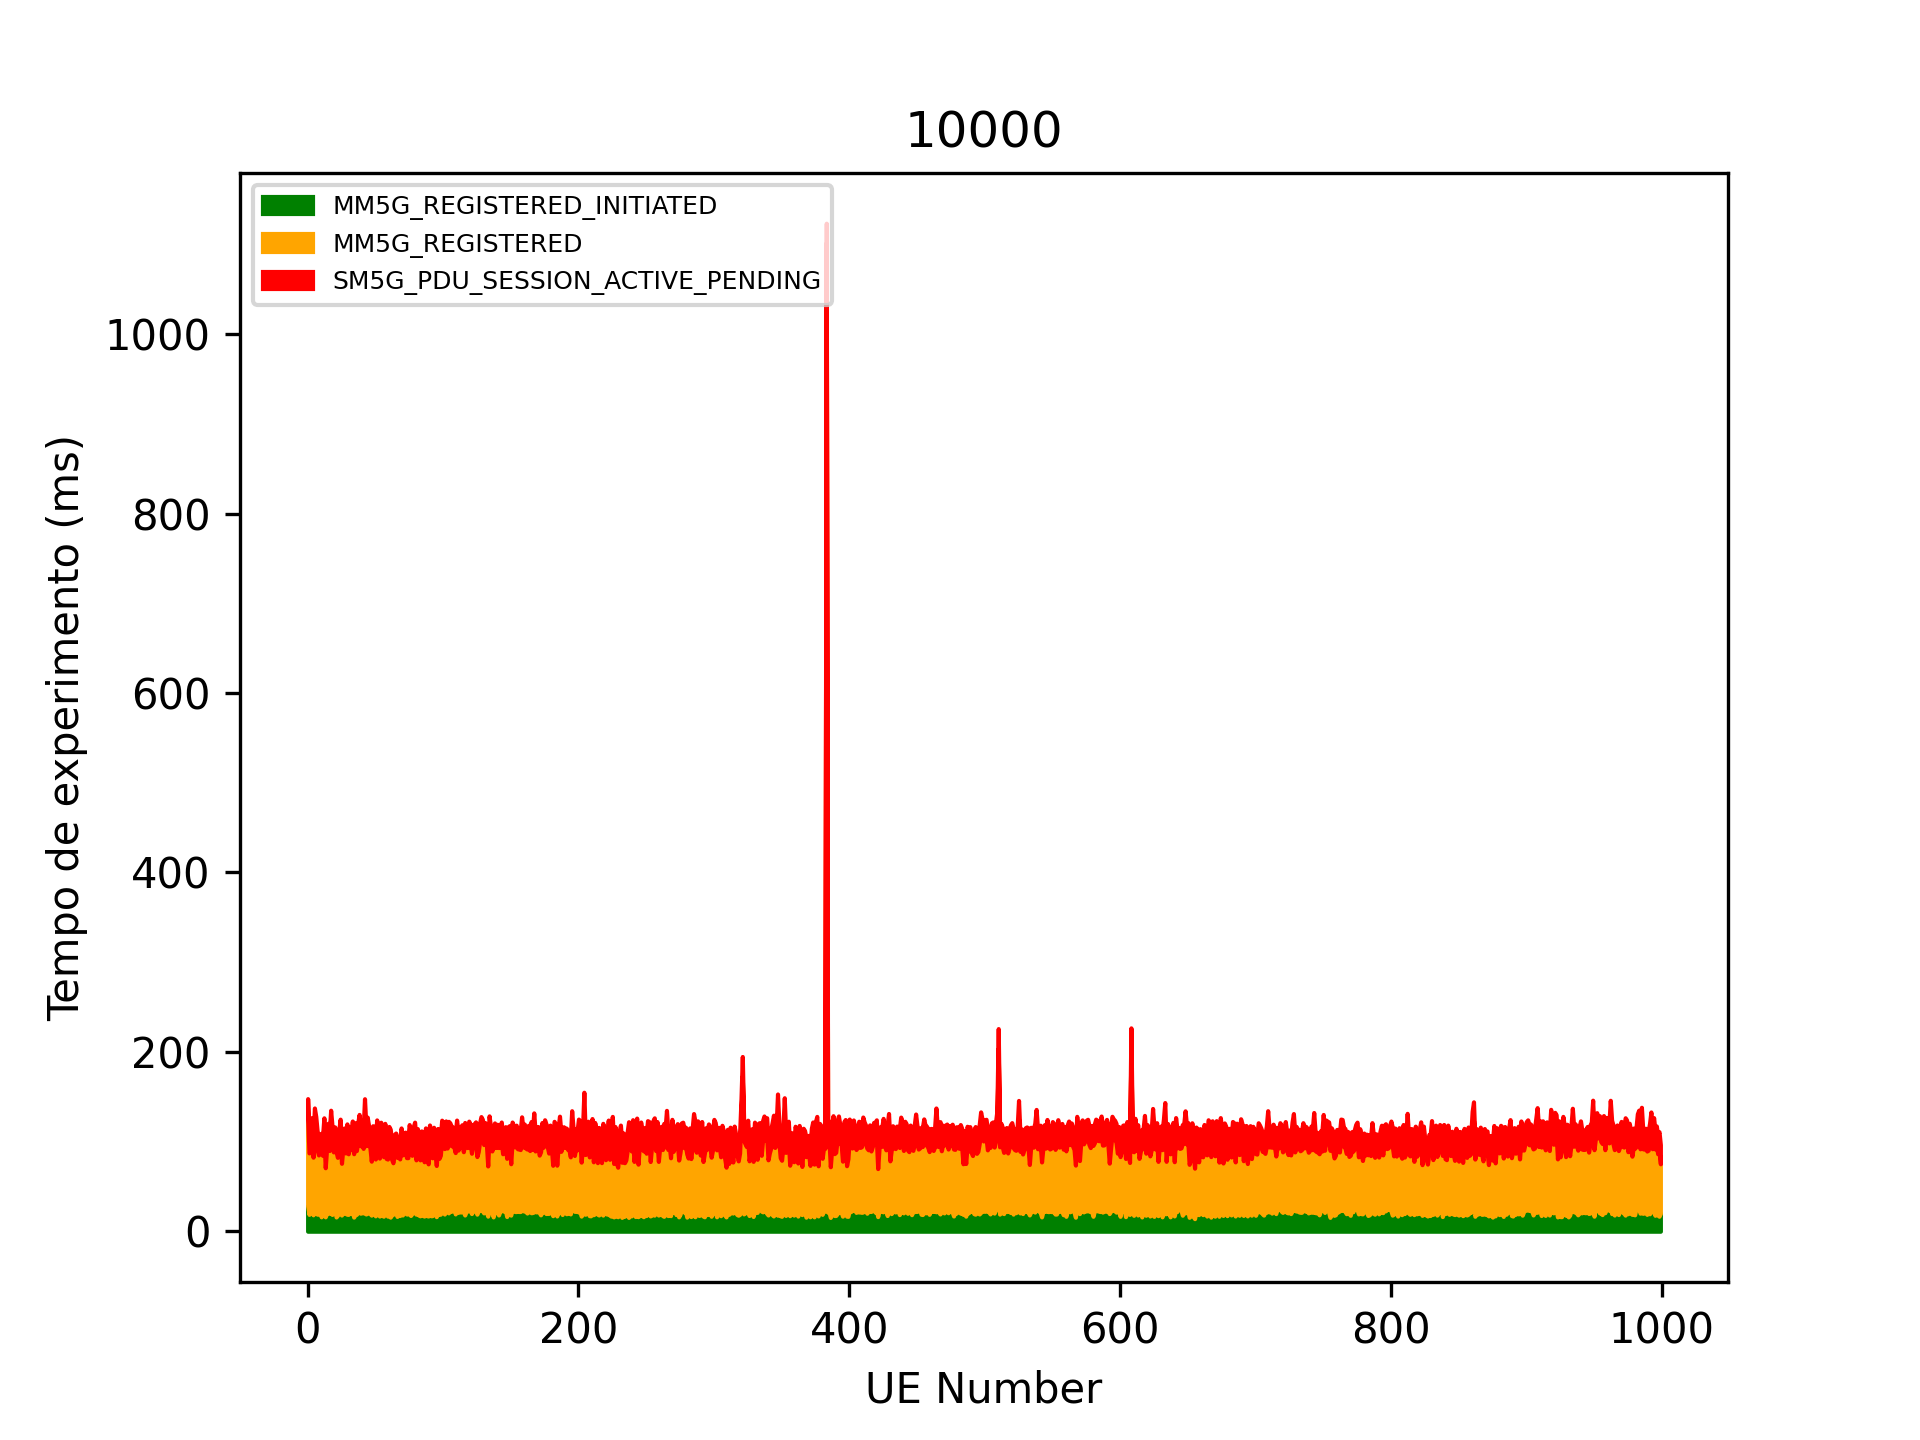 10000
MM5G_REGISTERED_INITIATED
MM5G_REGISTERED
SM5G_PDU_SESSION_ACTIVE_PENDING
Tempo de experimento (ms)
1000
800
600
400
200
0
0 200 400 600 800 1000
UE Number